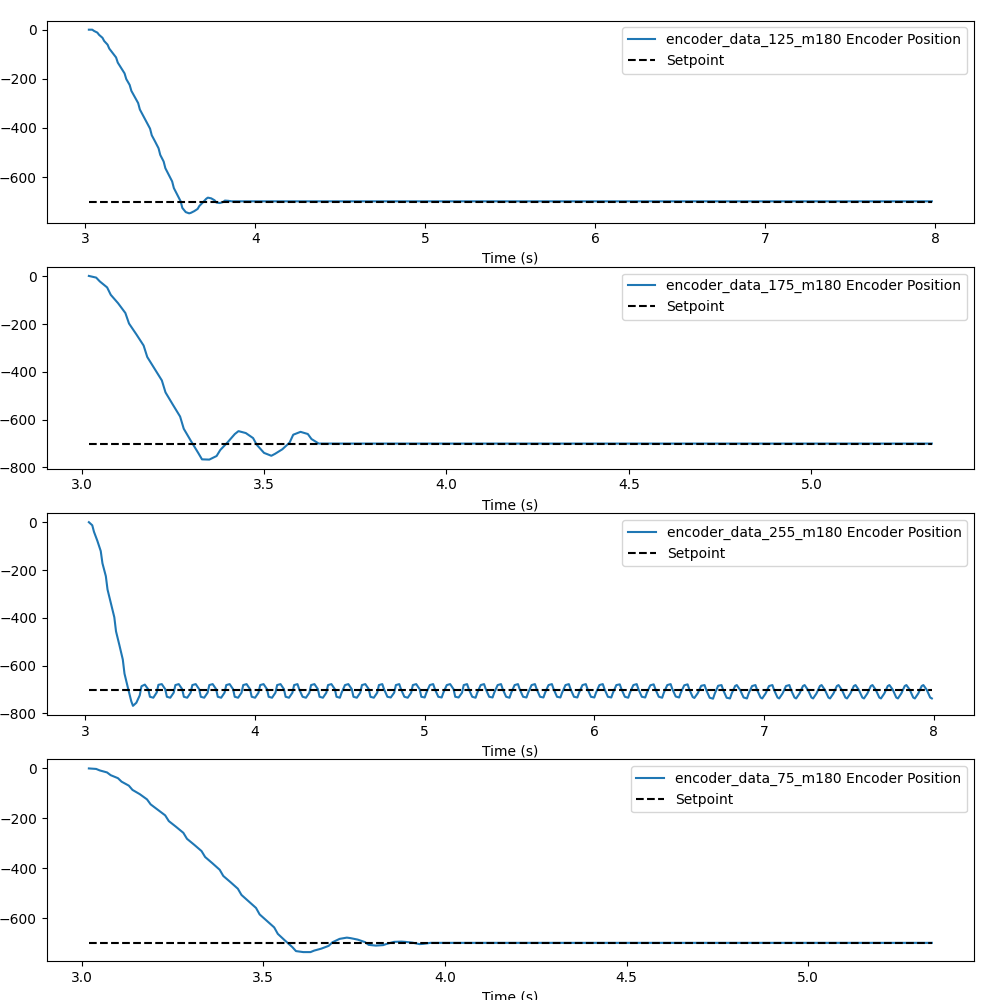 encoder_data_125_m180 Encoder Position
Setpoint
0
−200
−400
−600
3 4 5 6 7 8
Time (s)
encoder_data_175_m180 Encoder Position
Setpoint
0
−200
−400
−600
−800
3.0 3.5 4.0 4.5 5.0
Time (s)
encoder_data_255_m180 Encoder Position
Setpoint
0
−200
−400
−600
−800
3 4 5 6 7 8
Time (s)
encoder_data_75_m180 Encoder Position
Setpoint
0
−200
−400
−600
3.0 3.5 4.0 4.5 5.0
Time (s)